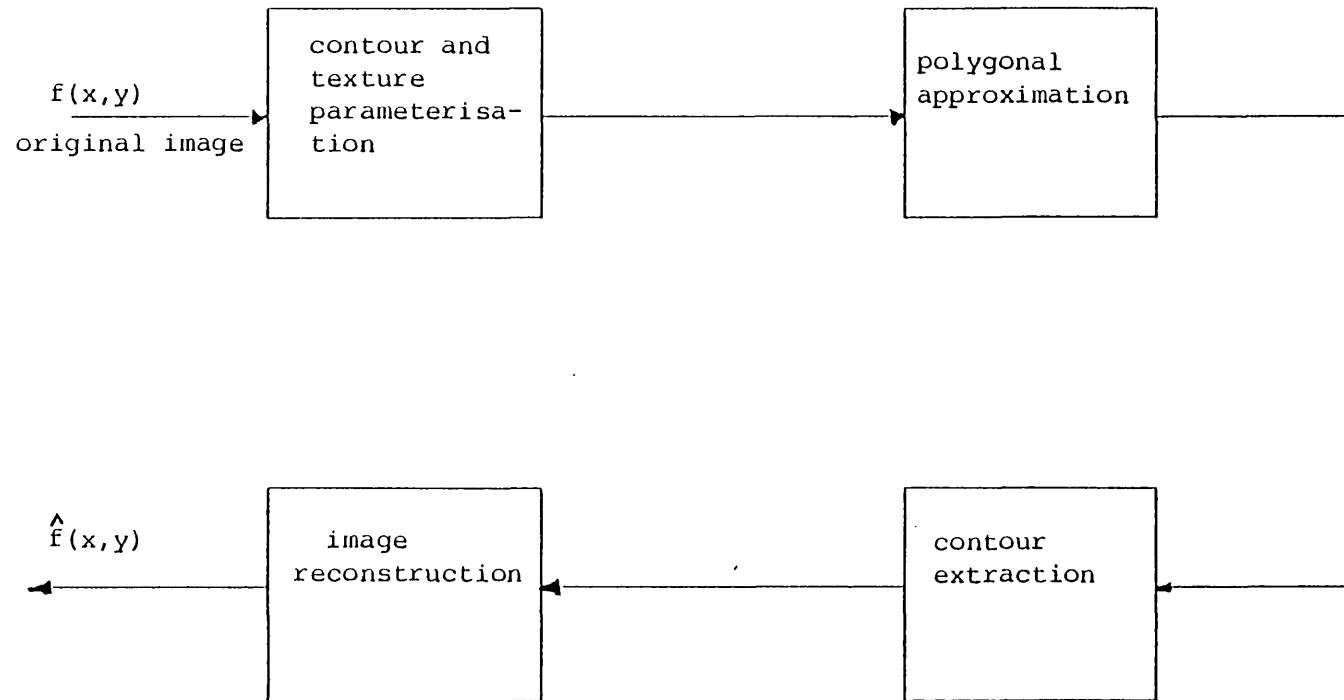 contour and
texture
parameterisa-
tion
polygonal
approximation
f(x,y)
original image
f̂(x,y)
image
reconstruction
contour
extraction